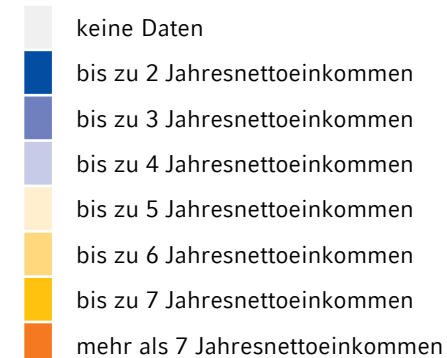 keine Daten
bis zu 2 Jahresnettoeinkommen
bis zu 3 Jahresnettoeinkommen
bis zu 4 Jahresnettoeinkommen
bis zu 5 Jahresnettoeinkommen
bis zu 6 Jahresnettoeinkommen
bis zu 7 Jahresnettoeinkommen
mehr als 7 Jahresnettoeinkommen